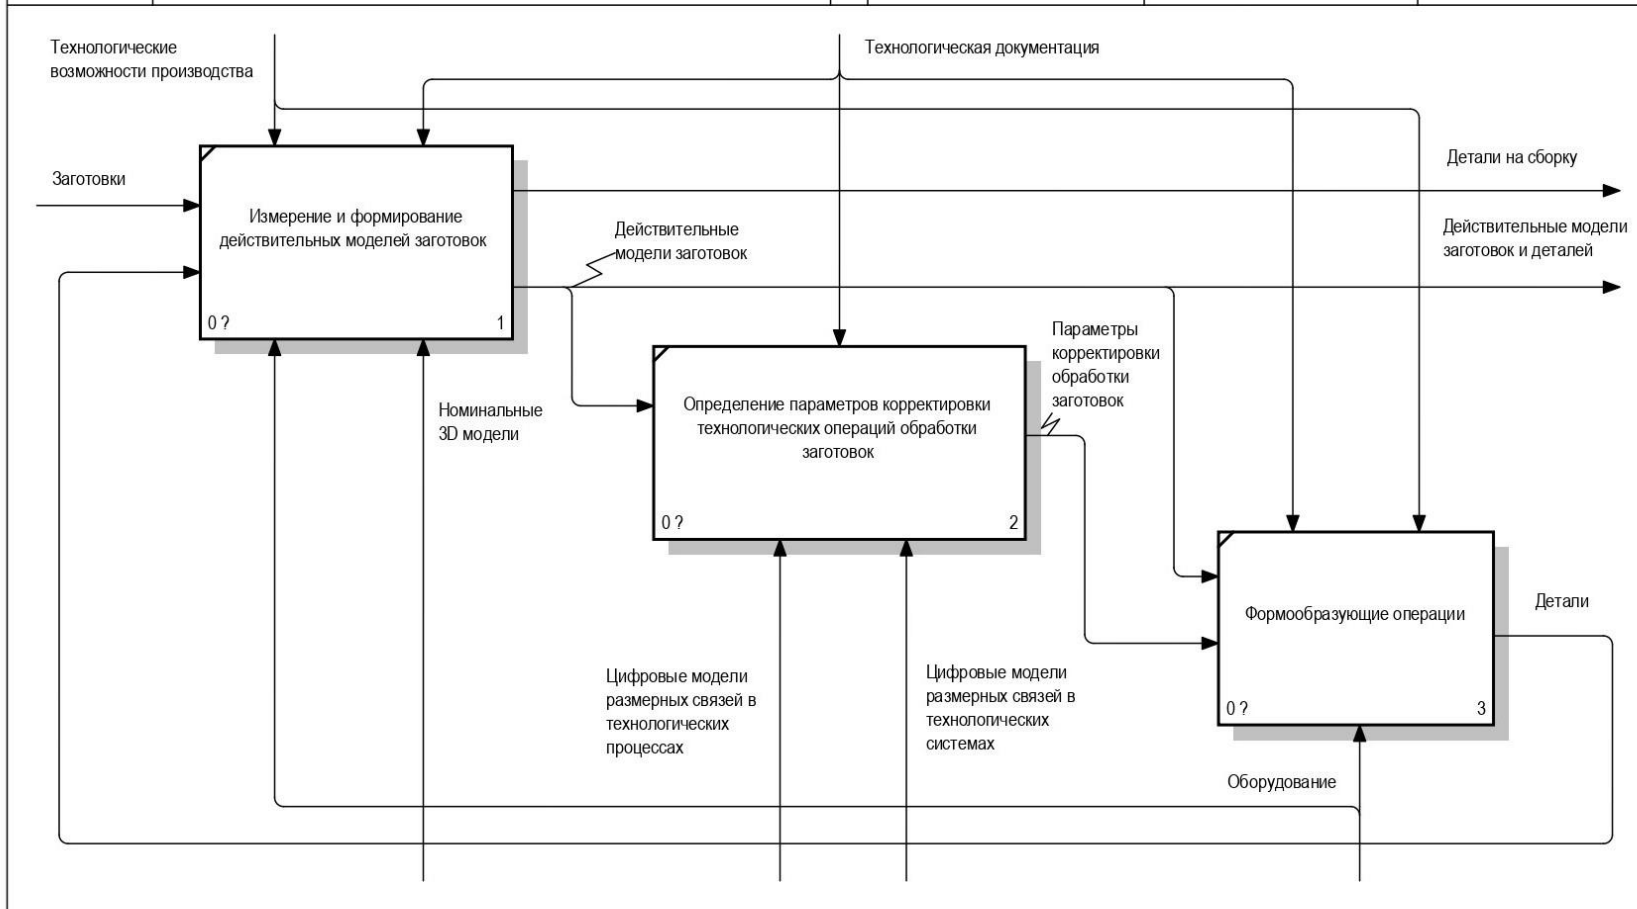 Технологические
возможности производства
Технологическая документация
Заготовки
Измерение и формирование
действительных моделей заготовок
0 ?
1
Детали на сборку
Действительные
модели заготовок
Действительные модели
заготовок и деталей
Номинальные
3D модели
Определение параметров корректировки
технологических операций обработки
заготовок
0 ?
2
Параметры
корректировки
обработки
заготовок
Формообразующие операции
0 ?
3
Детали
Цифровые модели
размерных связей в
технологических
процессах
Цифровые модели
размерных связей в
технологических
системах
Оборудование